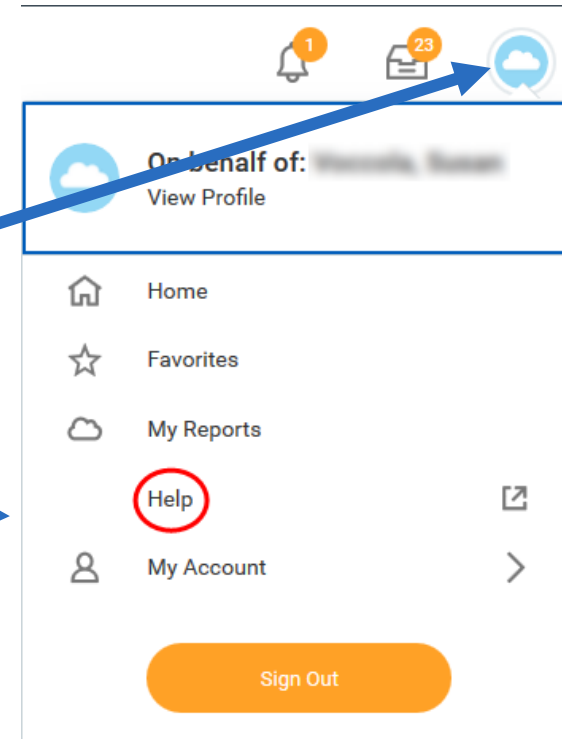 1
23
On behalf of:
View Profile
Home
Favorites
My Reports
Help
My Account
Sign Out